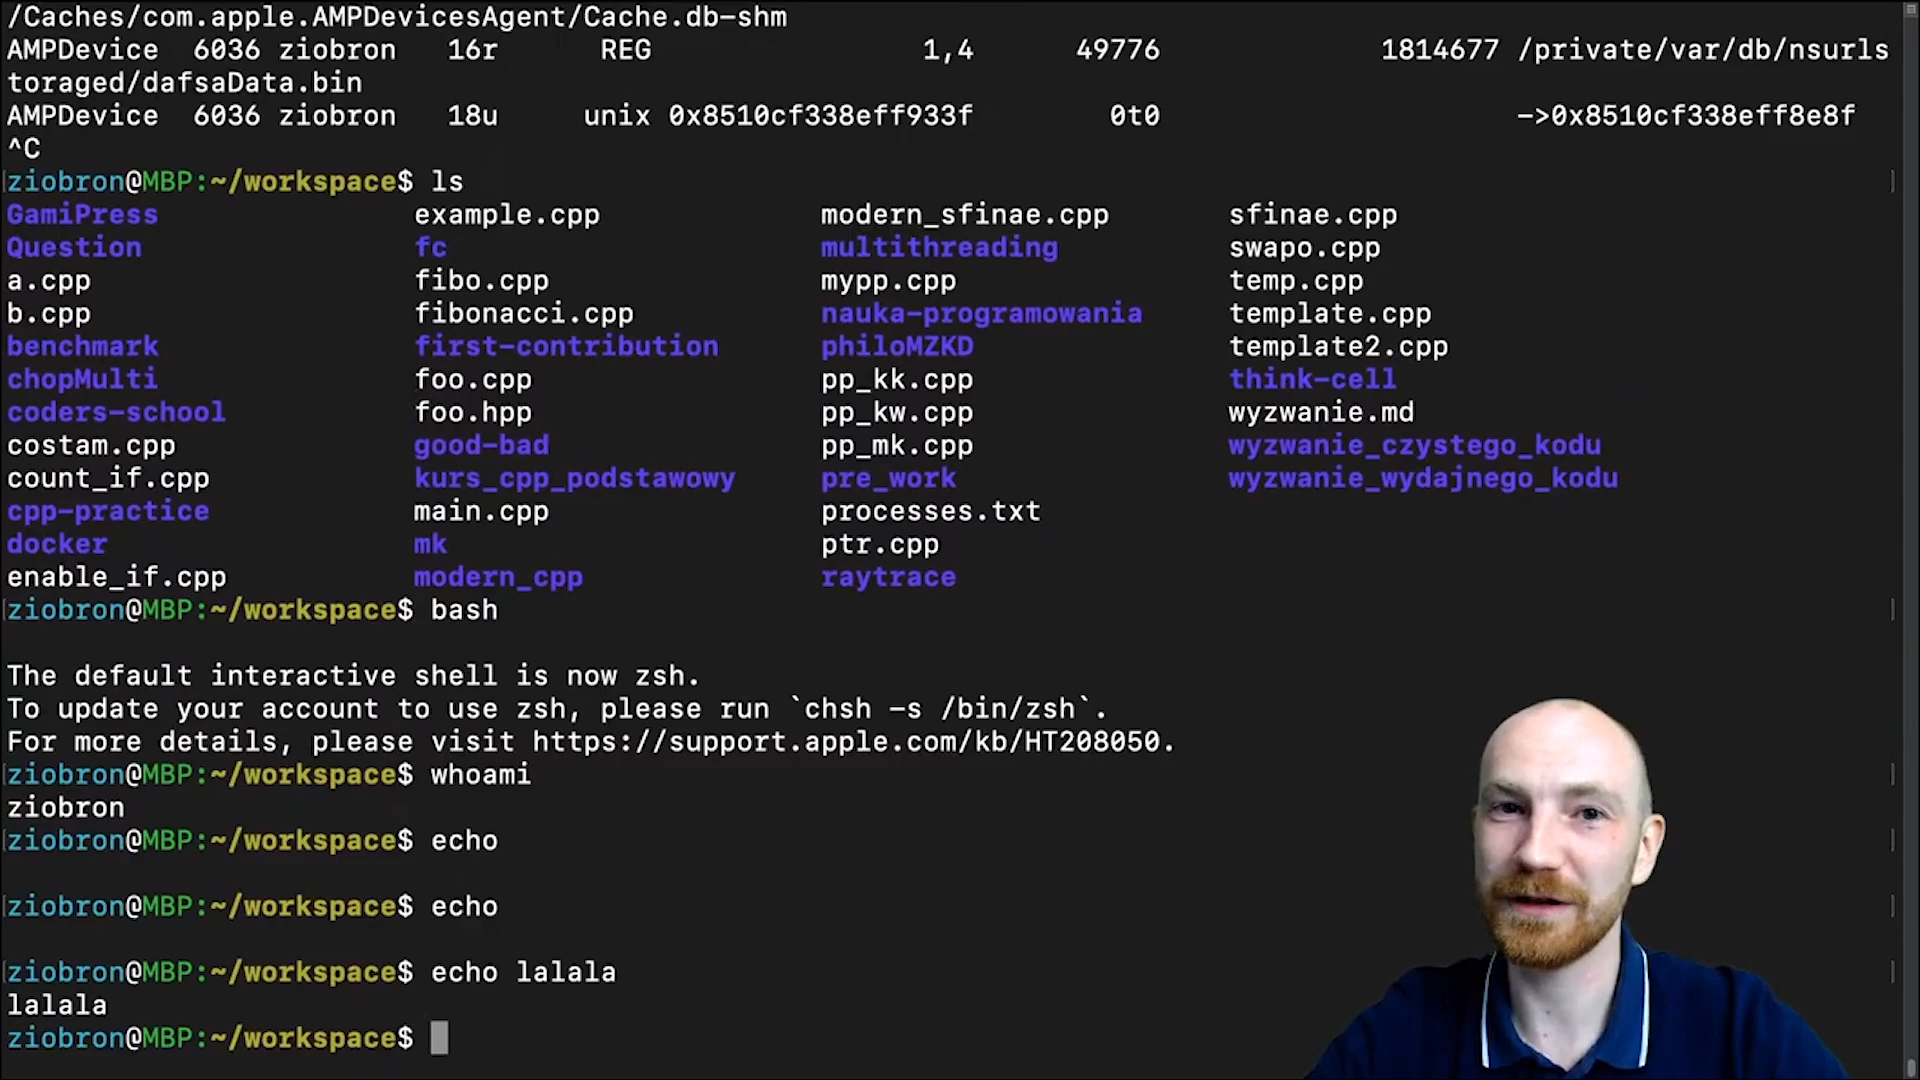 /Caches/com.apple.AMPDevicesAgent/Cache.db-shm
AMPDevice  6036 ziobron   16r      REG                1,4      49776             1814677 /private/var/db/nsurls
toraged/dafsaData.bin
AMPDevice  6036 ziobron   18u     unix 0x8510cf338eff933f        0t0                     ->0x8510cf338eff8e8f
^C
ziobron@MBP:~/workspace$ ls
GamiPress               example.cpp             modern_sfinae.cpp       sfinae.cpp
Question                fc                      multithreading          swapo.cpp
a.cpp                   fibo.cpp                mypp.cpp                temp.cpp
b.cpp                   fibonacci.cpp           nauka-programowania     template.cpp
benchmark               first-contribution      philoMZKD               template2.cpp
chopMulti               foo.cpp                 pp_kk.cpp               think-cell
coders-school           foo.hpp                 pp_kw.cpp               wyzwanie.md
costam.cpp              good-bad                pp_mk.cpp               wyzwanie_czystego_kodu
count_if.cpp            kurs_cpp_podstawowy     pre_work                wyzwanie_wydajnego_kodu
cpp-practice            main.cpp                processes.txt
docker                  mk                      ptr.cpp
enable_if.cpp           modern_cpp              raytrace
ziobron@MBP:~/workspace$ bash
The default interactive shell is now zsh.
To update your account to use zsh, please run `chsh -s /bin/zsh`.
For more details, please visit https://support.apple.com/kb/HT208050.
ziobron@MBP:~/workspace$ whoami
ziobron
ziobron@MBP:~/workspace$ echo
ziobron@MBP:~/workspace$ echo
ziobron@MBP:~/workspace$ echo lalala
lalala
ziobron@MBP:~/workspace$